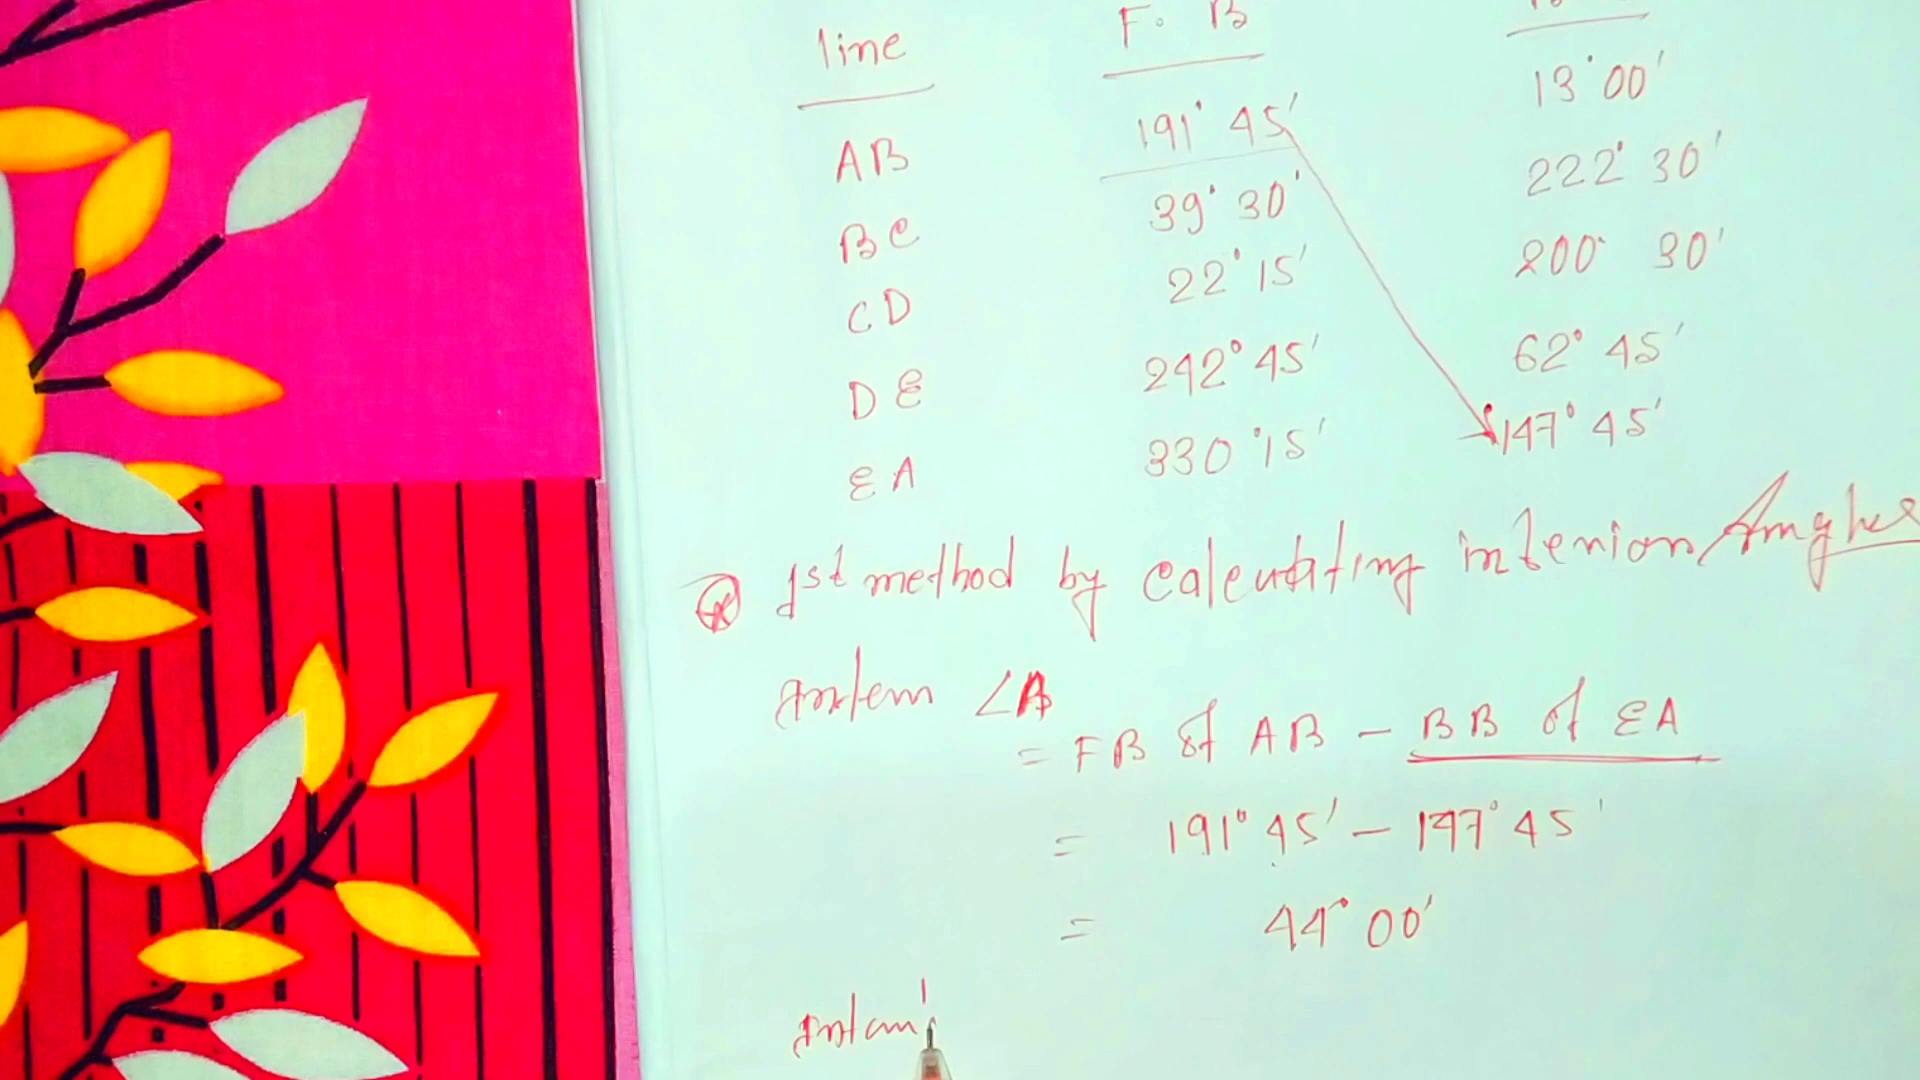 line F. B
AB 191° 45' 13° 00'
BC 39° 30' 222° 30'
CD 22° 15' 200° 30'
DE 242° 45' 62° 45'
EA 330° 15' 147° 45'
1st method by calculating interior Angles
∠A
= FB of AB - BB of EA
= 191° 45' - 147° 45'
= 44° 00'